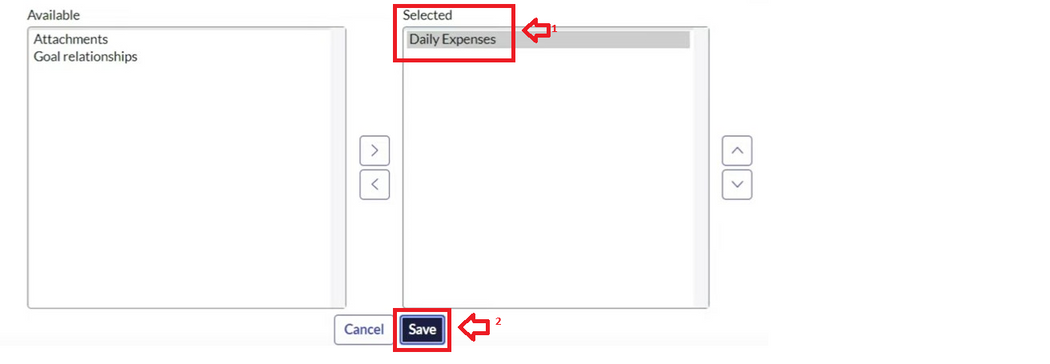 Available
Attachments
Goal relationships
Selected
Daily Expenses
1
Cancel
Save
2